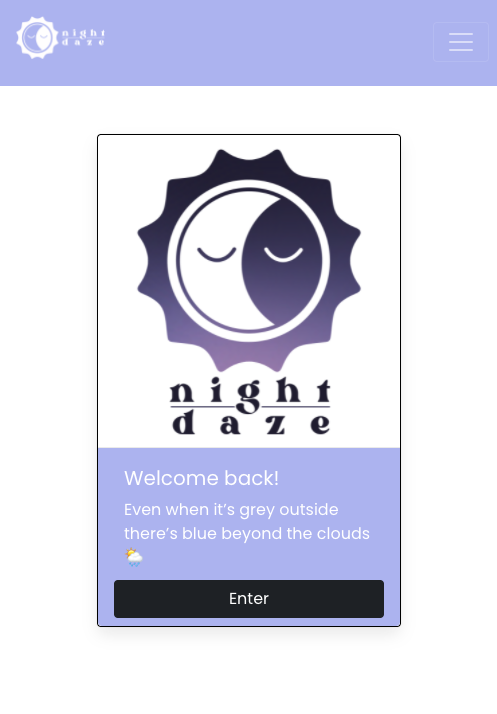 night
daze
night
daze
Welcome back!
Even when it’s grey outside
there’s blue beyond the clouds
🌦️
Enter